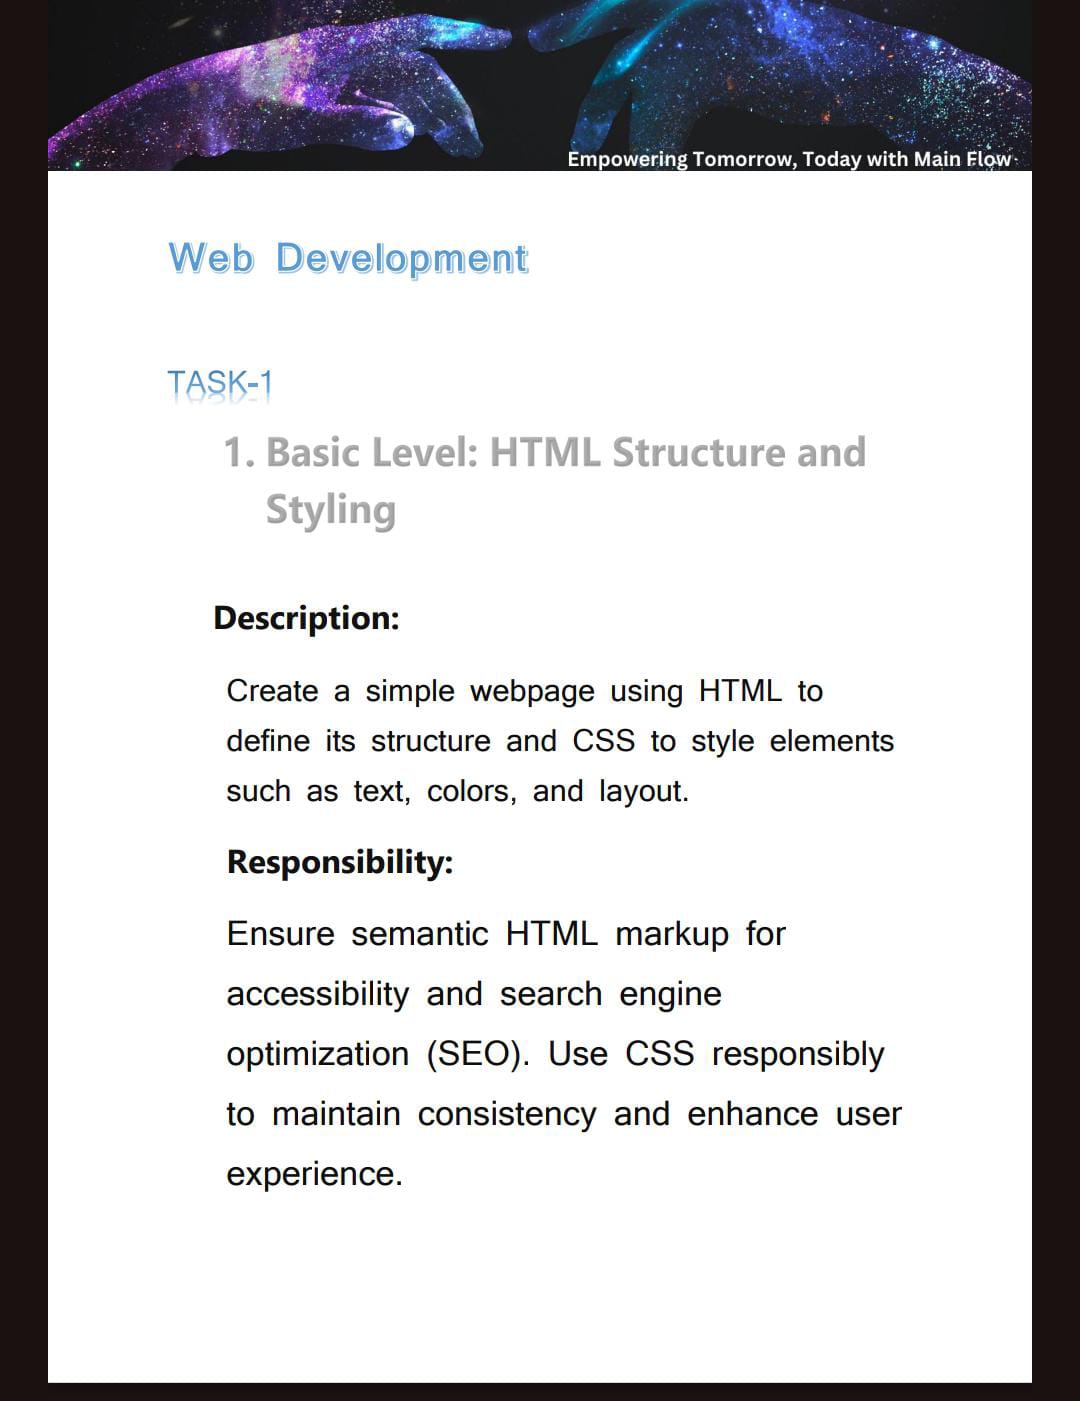 Empowering Tomorrow, Today with Main Flow
Web Development
TASK-1
1. Basic Level: HTML Structure and
Styling
Description:
Create a simple webpage using HTML to
define its structure and CSS to style elements
such as text, colors, and layout.
Responsibility:
Ensure semantic HTML markup for
accessibility and search engine
optimization (SEO). Use CSS responsibly
to maintain consistency and enhance user
experience.